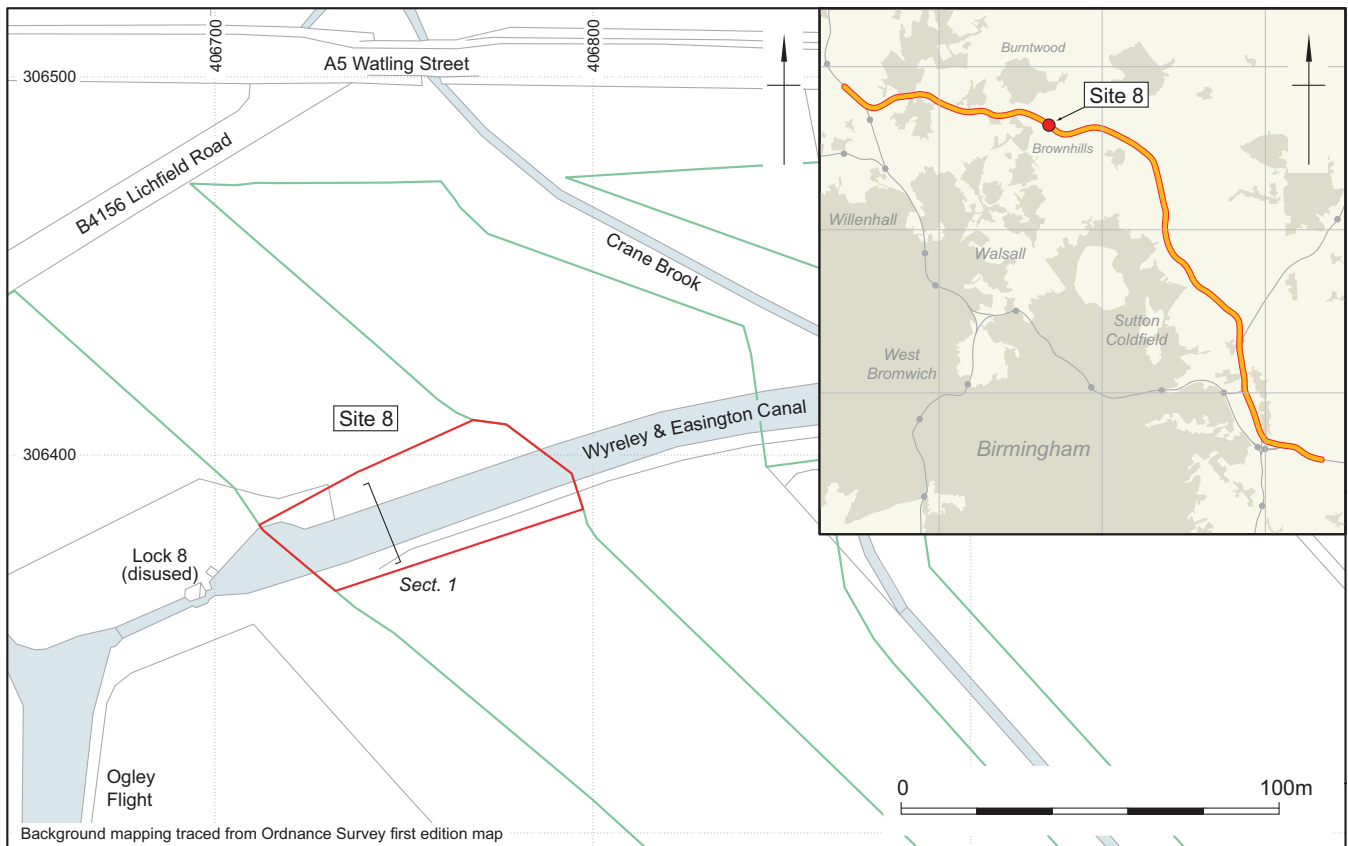 406700
406800
306500
A5 Watling Street
B4156 Lichfield Road
Crane Brook
Site 8
306400
Wyreley & Easington Canal
Lock 8
(disused)
Sect. 1
Ogley
Flight
Background mapping traced from Ordnance Survey first edition map
0
100m
Burntwood
Site 8
Brownhills
Willenhall
Walsall
Sutton
Coldfield
West
Bromwich
Birmingham